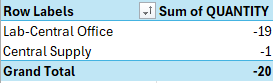 Row Labels Sum of QUANTITY
Lab-Central Office -19
Central Supply -1
Grand Total -20